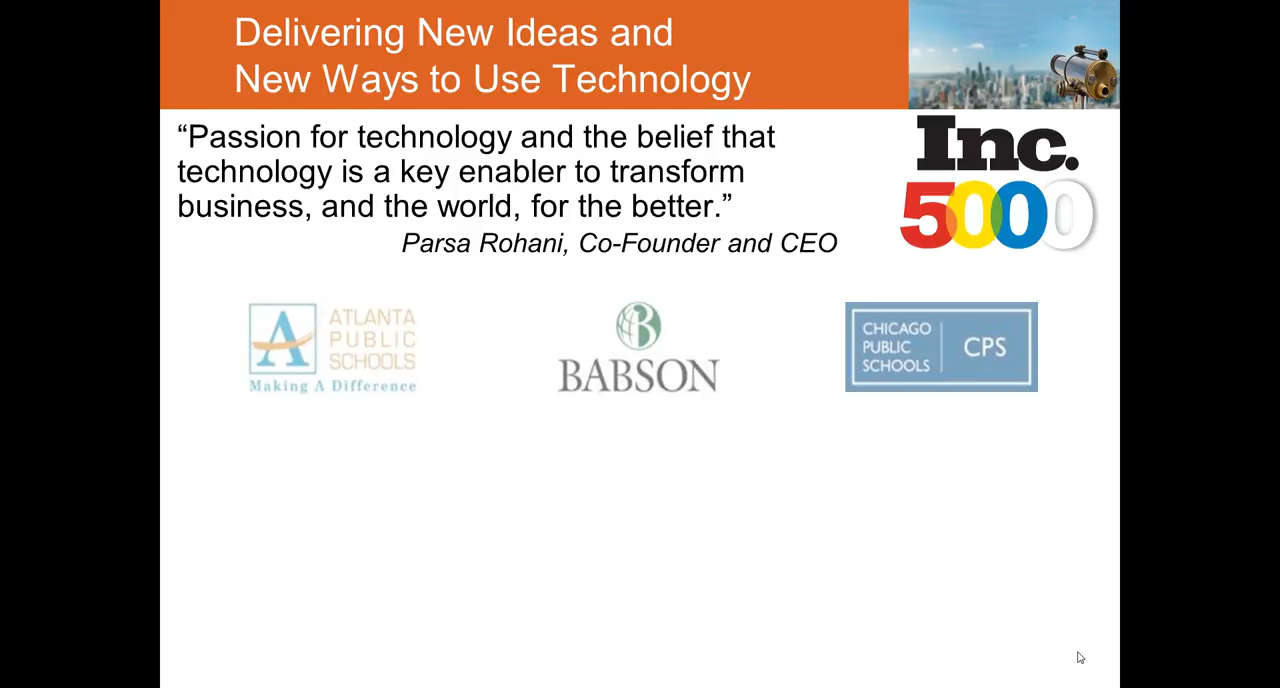 Delivering New Ideas and
New Ways to Use Technology
“Passion for technology and the belief that
technology is a key enabler to transform
business, and the world, for the better.”
Parsa Rohani, Co-Founder and CEO
Inc.
5000
A
ATLANTA
PUBLIC
SCHOOLS
Making A Difference
B
BABSON
CHICAGO
PUBLIC
SCHOOLS
CPS